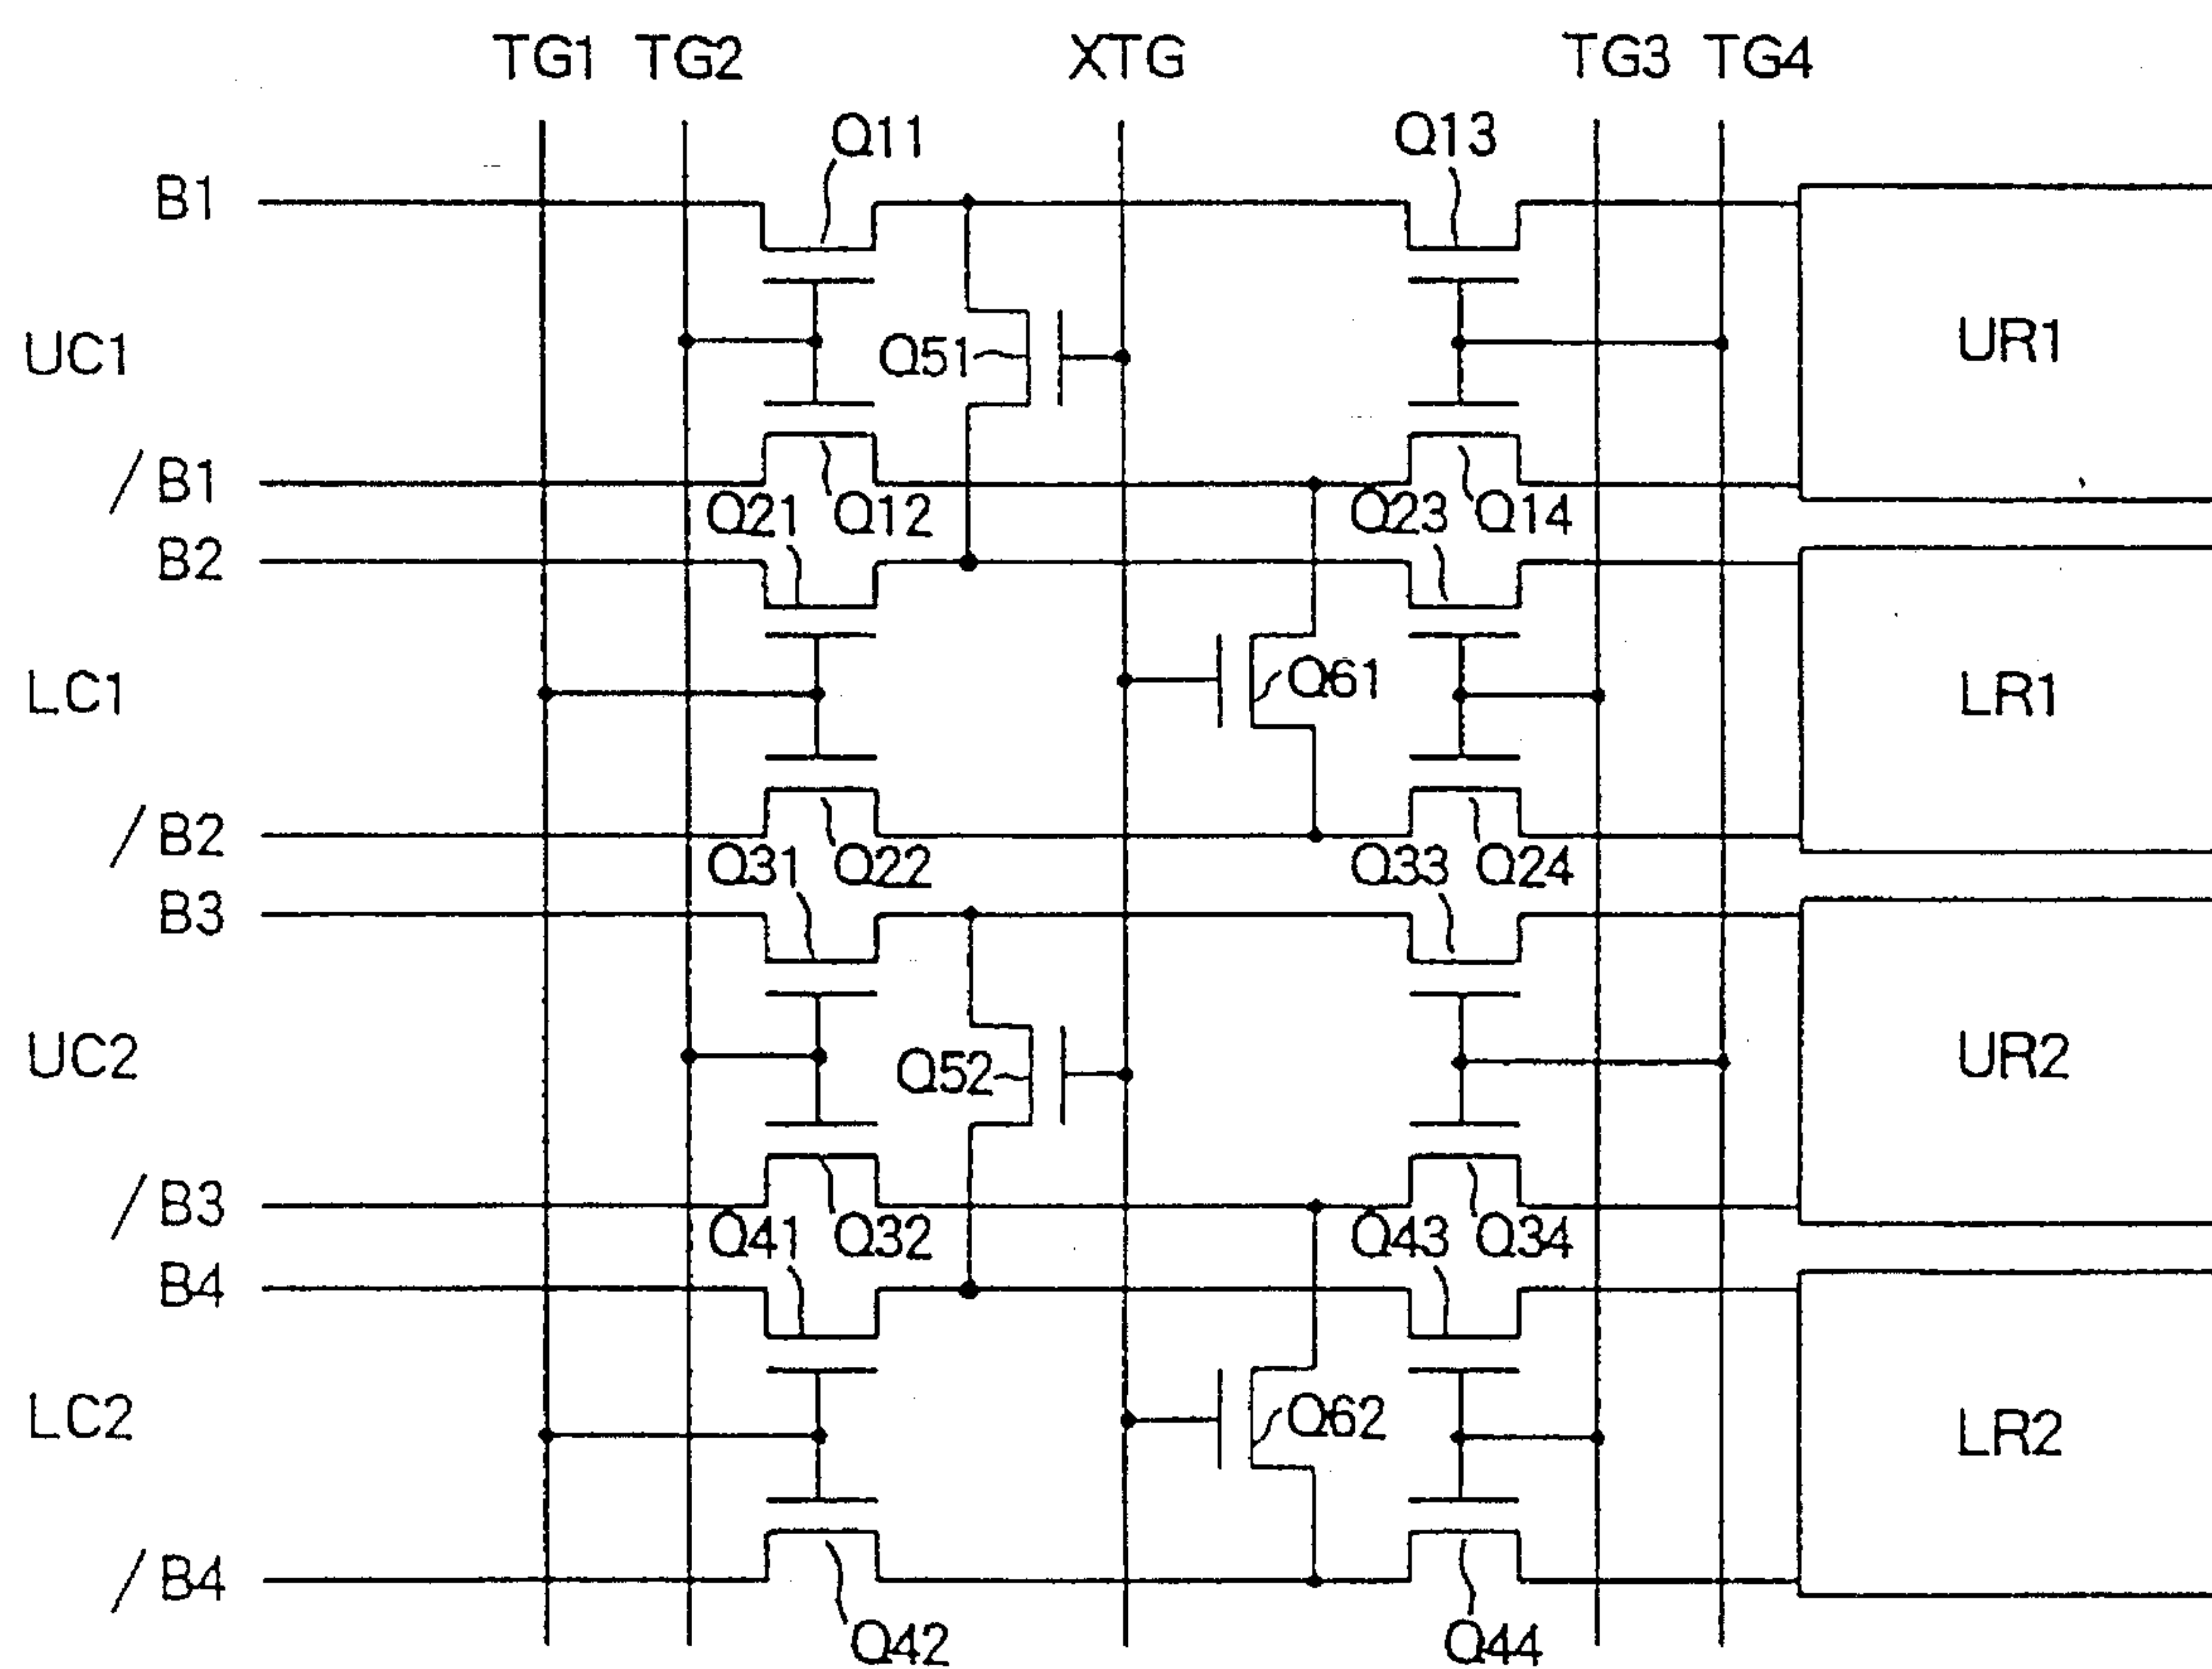 TG1 TG2 XTG TG3 TG4
Q11 Q13
B1
UC1 Q51 UR1
/B1
Q21 Q12 Q23 Q14
B2
LC1 Q61 LR1
/B2
Q31 Q22 Q33 Q24
B3
UC2 Q52 UR2
/B3
Q41 Q32 Q43 Q34
B4
LC2 Q62 LR2
/B4
Q42 Q44